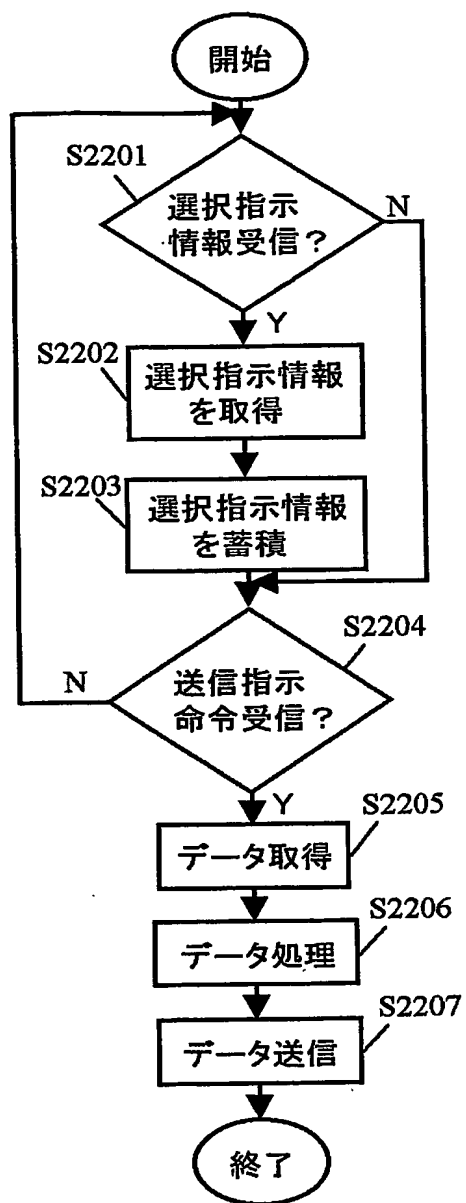 開始
S2201
選択指示
情報受信?
N
Y
S2202
選択指示情報
を取得
S2203
選択指示情報
を蓄積
S2204
N
送信指示
命令受信?
Y
S2205
データ取得
S2206
データ処理
S2207
データ送信
終了